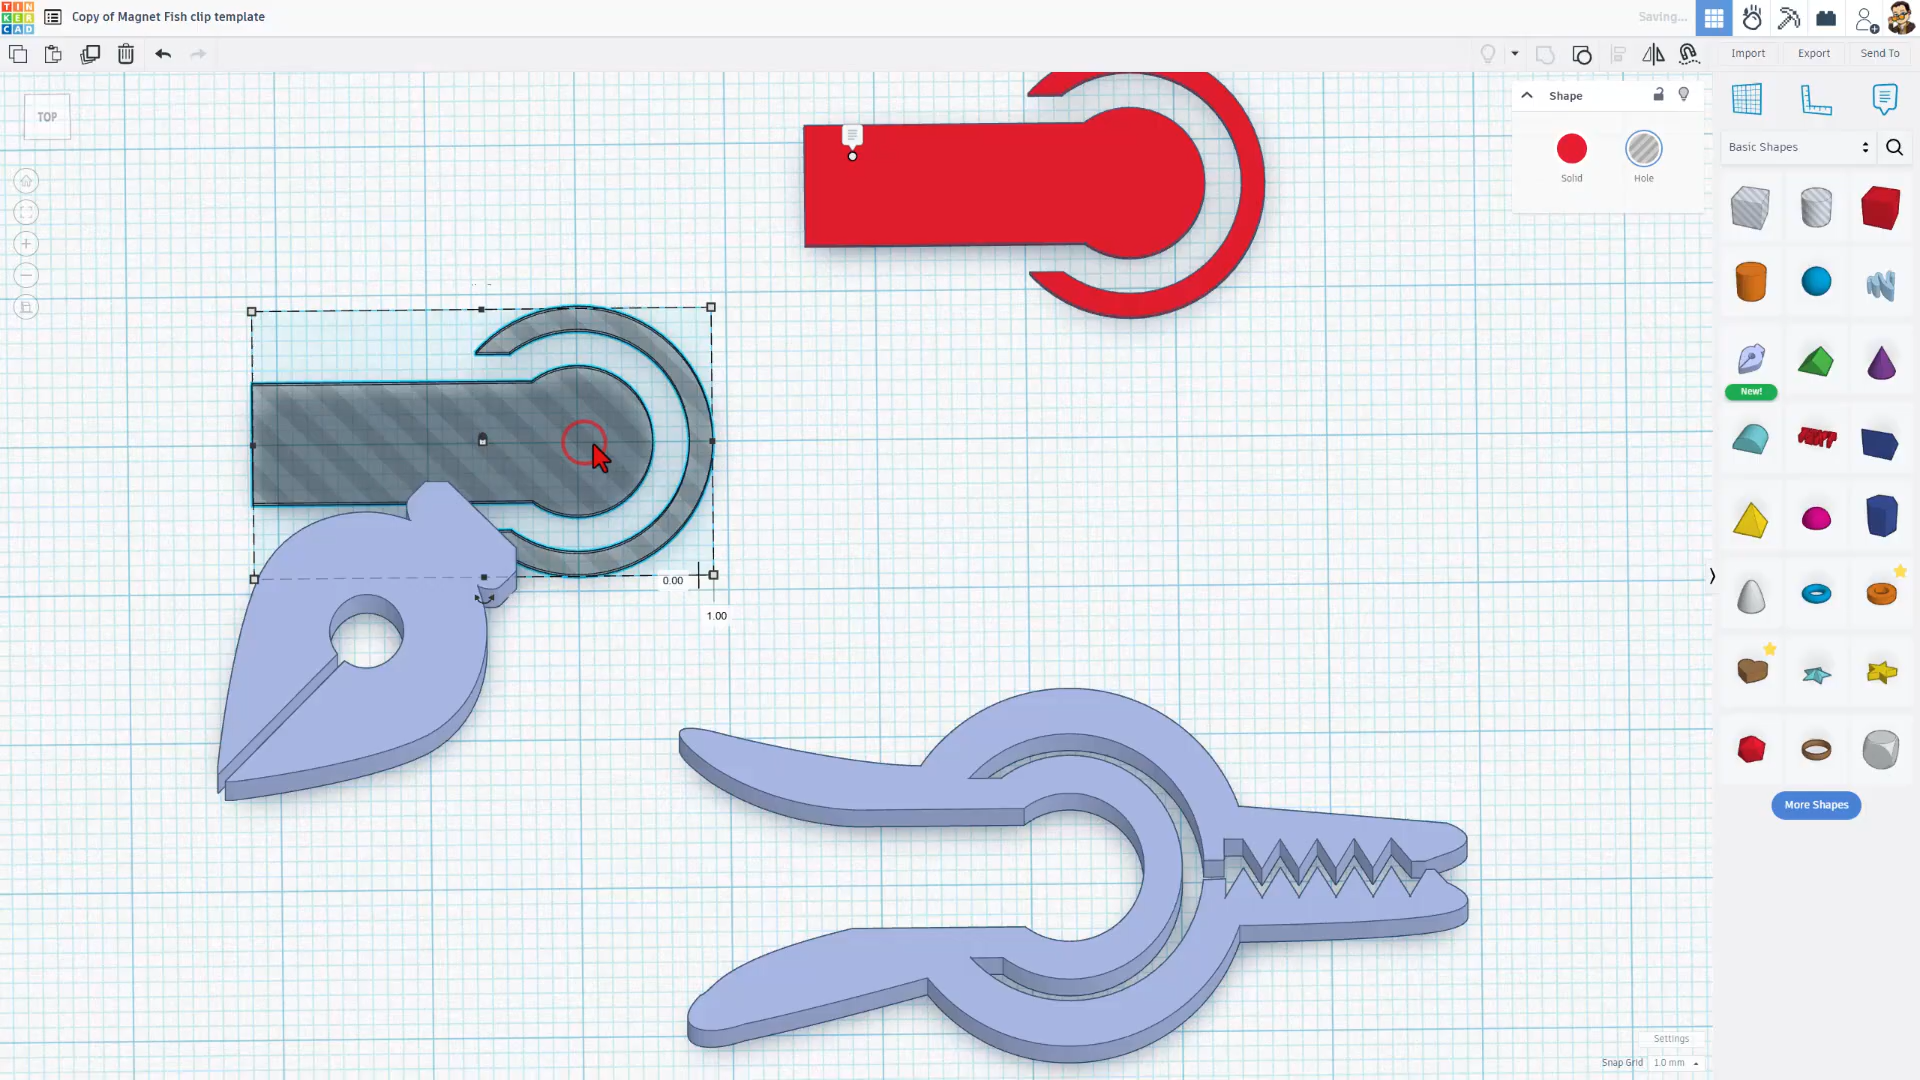 TIN
KER
CAD
Copy of Magnet Fish clip template
Saving...
Import
Export
Send To
TOP
Shape
Solid
Hole
Basic Shapes
New!
0.00
1.00
More Shapes
Settings
Snap Grid 1.0 mm